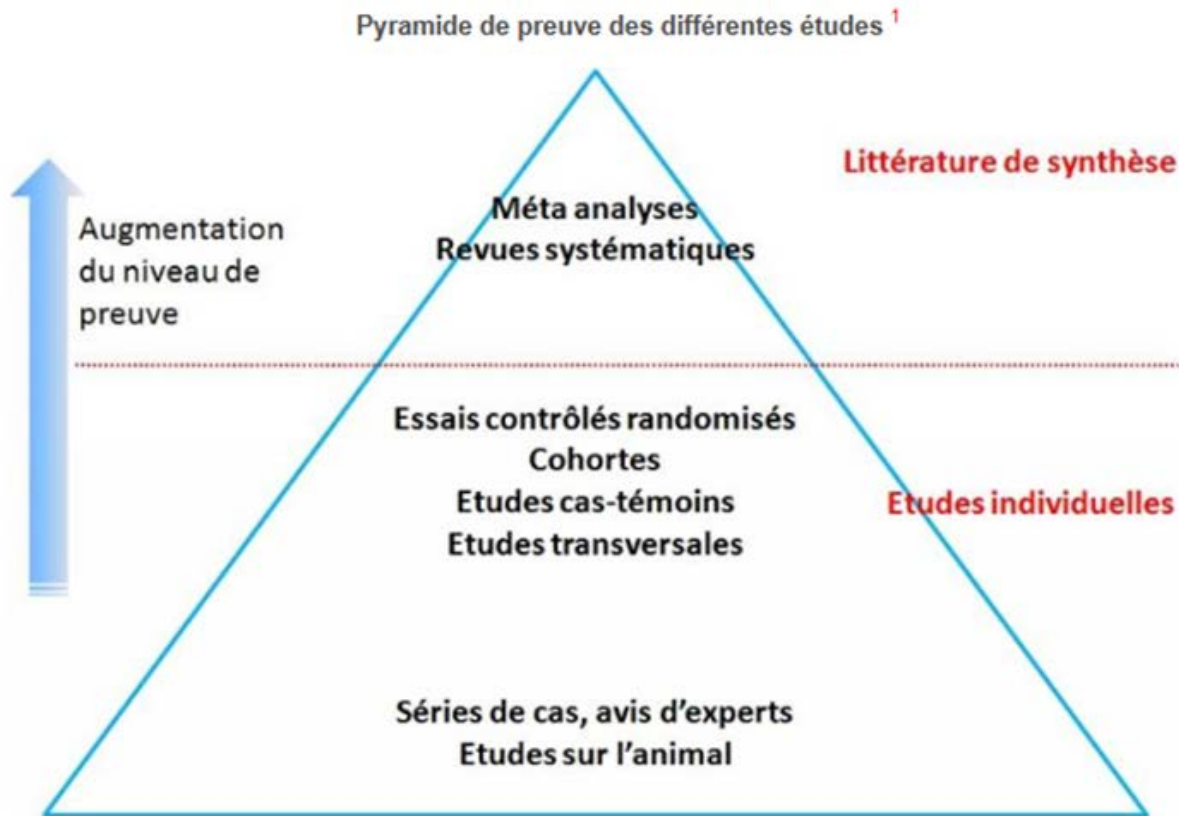 Pyramide de preuve des différentes études 1
Littérature de synthèse
Méta analyses
Revues systématiques
Augmentation
du niveau de
preuve
Essais contrôlés randomisés
Cohortes
Etudes cas-témoins
Etudes transversales
Etudes individuelles
Séries de cas, avis d'experts
Etudes sur l'animal